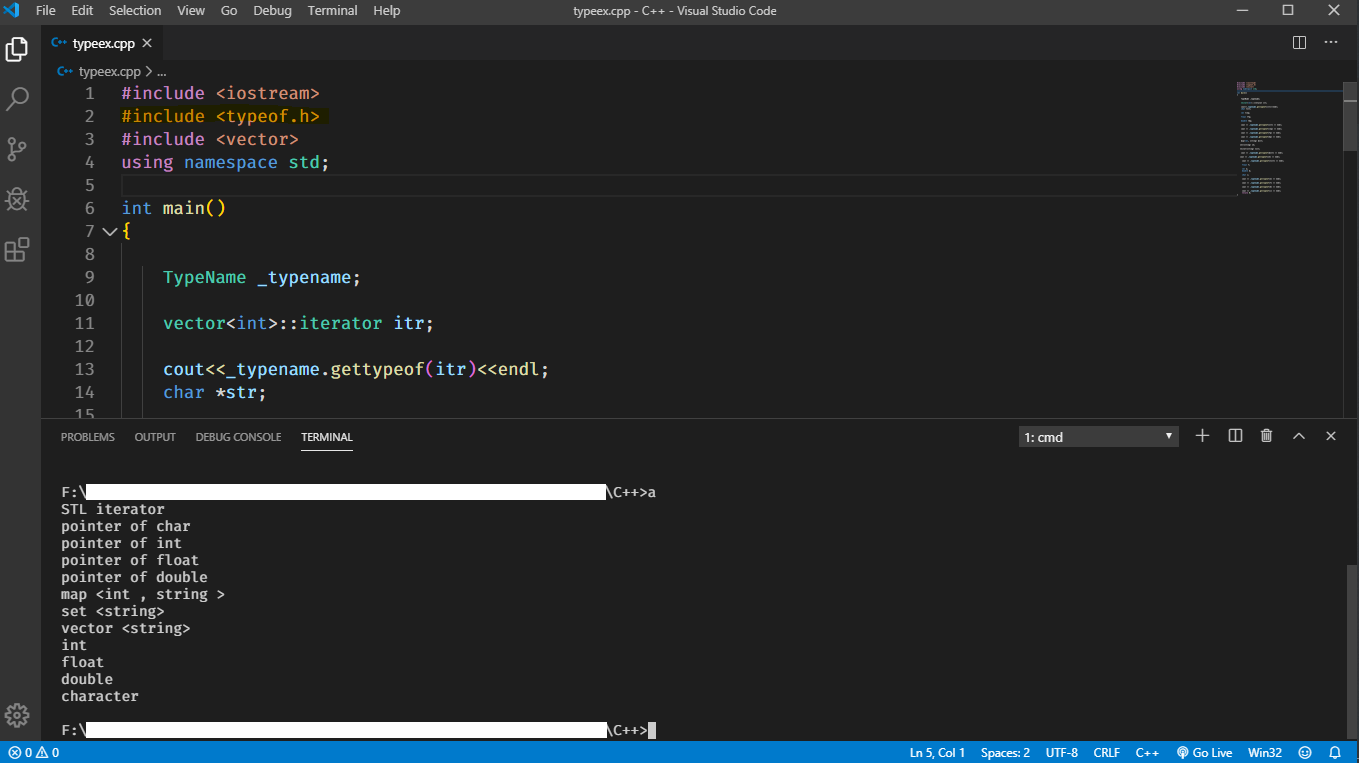 File Edit Selection View Go Debug Terminal Help typeex.cpp - C++ - Visual Studio Code
typeex.cpp
typeex.cpp > ...
1 #include <iostream>
2 #include <typeof.h>
3 #include <vector>
4 using namespace std;
5
6 int main()
7 {
8
9 TypeName _typename;
10
11 vector<int>::iterator itr;
12
13 cout<<_typename.gettypeof(itr)<<endl;
14 char *str;
15
PROBLEMS OUTPUT DEBUG CONSOLE TERMINAL 1: cmd
F:\ \C++>a
STL iterator
pointer of char
pointer of int
pointer of float
pointer of double
map <int , string >
set <string>
vector <string>
int
float
double
character
F:\ \C++>
0 0 Ln 5, Col 1 Spaces: 2 UTF-8 CRLF C++ Go Live Win32